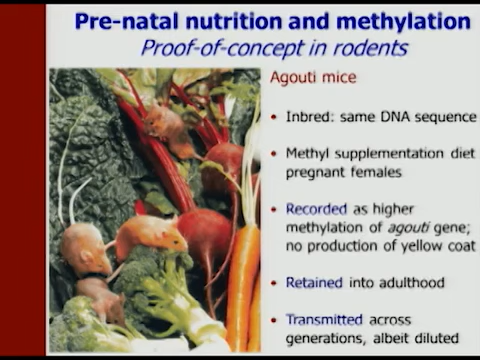 Pre-natal nutrition and methylation
Proof-of-concept in rodents
Agouti mice
• Inbred: same DNA sequence
• Methyl supplementation diet
pregnant females
• Recorded as higher
methylation of agouti gene;
no production of yellow coat
• Retained into adulthood
• Transmitted across
generations, albeit diluted